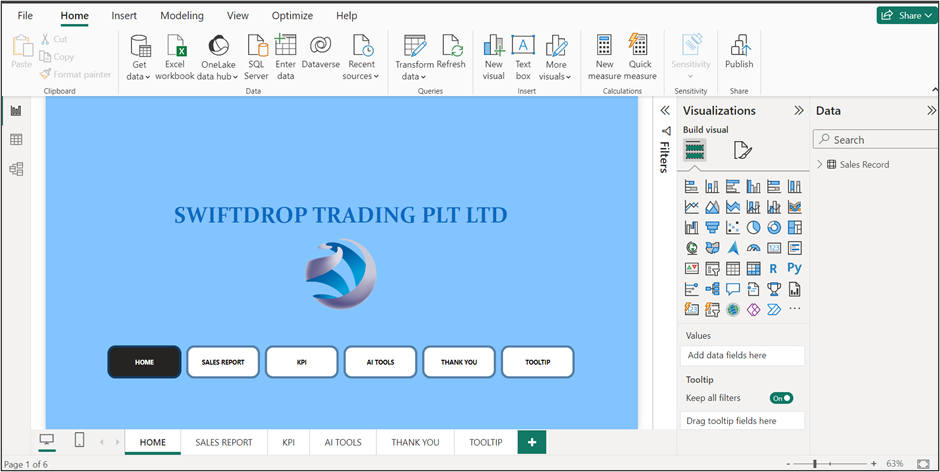 File Home Insert Modeling View Optimize Help Share
Paste
Cut
Copy
Format painter
Get data
Excel workbook
OneLake data hub
SQL Server
Enter data
Dataverse
Recent sources
Transform data
Refresh
New visual
Text box
More visuals
New measure
Quick measure
Sensitivity
Publish
Clipboard Data Queries Insert Calculations Sensitivity Share
SWIFTDROP TRADING PLT LTD
HOME SALES REPORT KPI AI TOOLS THANK YOU TOOLTIP
Filters
Visualizations
Build visual
R Py
Values
Add data fields here
Tooltip
Keep all filters On
Drag tooltip fields here
Data
Search
Sales Record
HOME SALES REPORT KPI AI TOOLS THANK YOU TOOLTIP +
Page 1 of 6
- + 63%